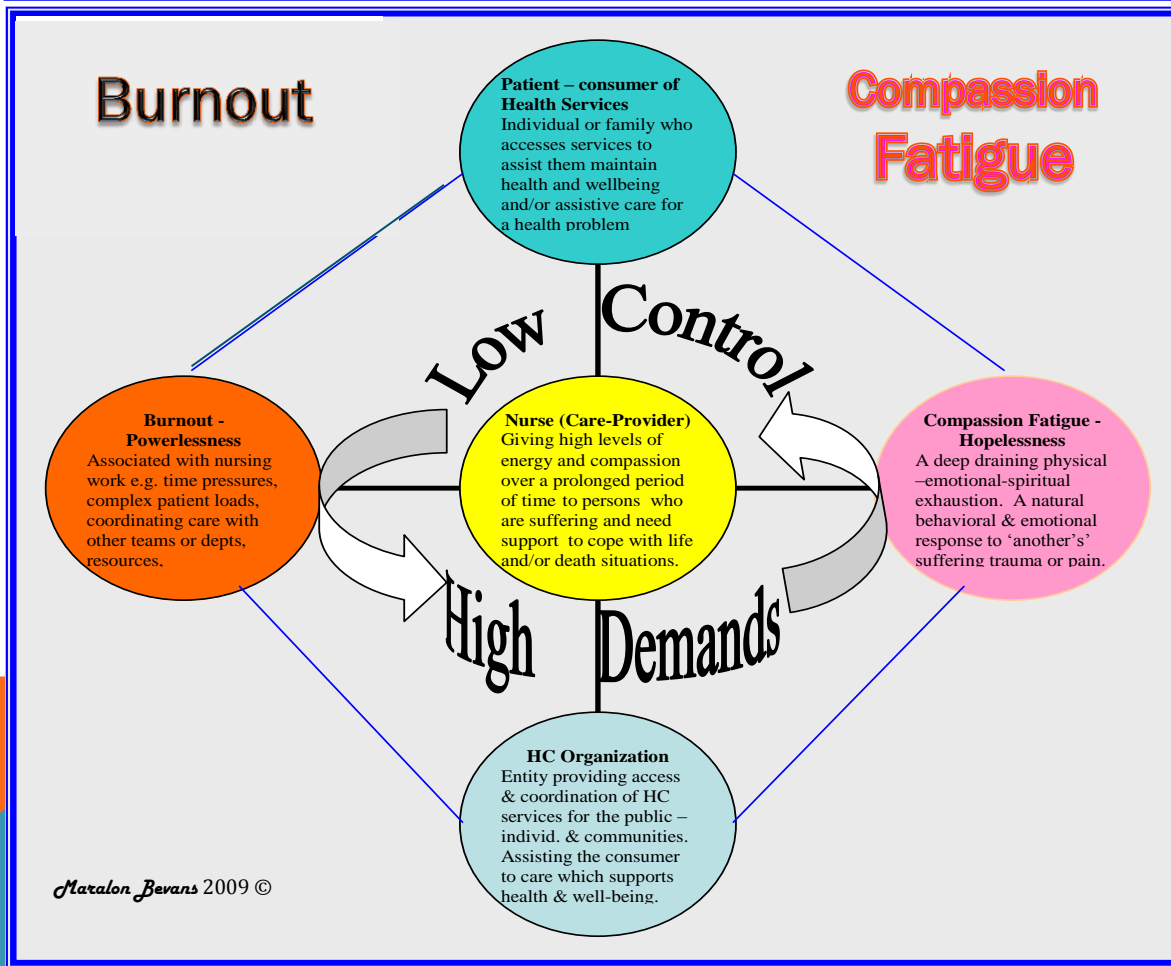 Burnout
Compassion
Fatigue
Patient – consumer of
Health Services
Individual or family who
accesses services to
assist them maintain
health and wellbeing
and/or assistive care for
a health problem
Low Control
Burnout -
Powerlessness
Associated with nursing
work e.g. time pressures,
complex patient loads,
coordinating care with
other teams or depts,
resources.
Nurse (Care-Provider)
Giving high levels of
energy and compassion
over a prolonged period
of time to persons who
are suffering and need
support to cope with life
and/or death situations.
Compassion Fatigue -
Hopelessness
A deep draining physical
–emotional-spiritual
exhaustion. A natural
behavioral & emotional
response to ‘another's’
suffering trauma or pain.
High Demands
HC Organization
Entity providing access
& coordination of HC
services for the public –
individ. & communities.
Assisting the consumer
to care which supports
health & well-being.
Maralon Bevans 2009 ©